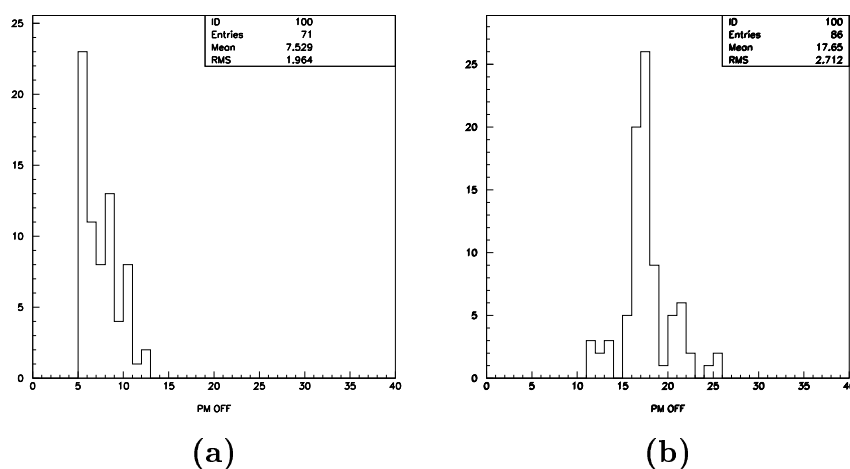 ID 100
Entries 71
Mean 7.529
RMS 1.964
25
20
15
10
5
0
0 5 10 15 20 25 30 35 40
PM OFF
(a)
ID 100
Entries 86
Mean 17.65
RMS 2.712
25
20
15
10
5
0
0 5 10 15 20 25 30 35 40
PM OFF
(b)